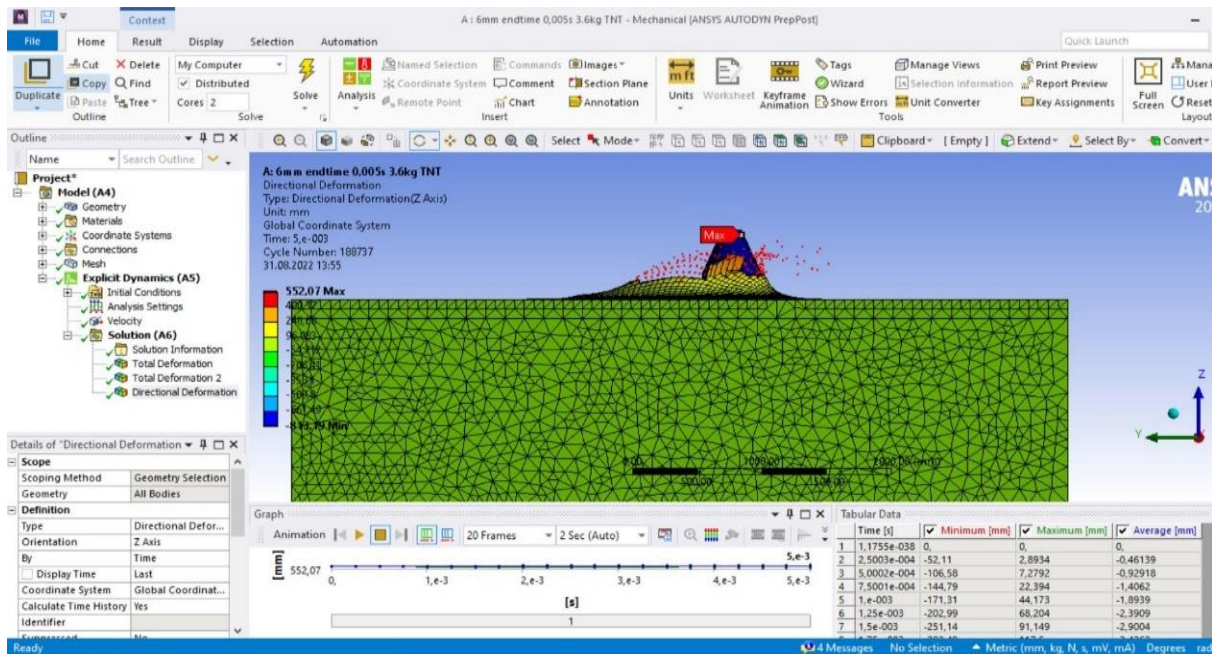 A : 6mm endtime 0,005s 3.6kg TNT - Mechanical [ANSYS AUTODYN PrepPost]
Context
File Home Result Display Selection Automation
Quick Launch
Duplicate
Cut
Copy
Paste
Delete
Find
Tree
Outline
My Computer
Distributed
Cores 2
Solve
Solve
Analysis
Named Selection
Coordinate System
Remote Point
Commands
Comment
Chart
Images
Section Plane
Annotation
Insert
Units
Worksheet
Keyframe
Animation
Tags
Wizard
Show Errors
Manage Views
Selection Information
Unit Converter
Print Preview
Report Preview
Key Assignments
Tools
Full
Screen
Mana
User
Reset
Layout
Outline
Name Search Outline
Select Mode Clipboard [ Empty ] Extend Select By Convert
Project*
Model (A4)
Geometry
Materials
Coordinate Systems
Connections
Mesh
Explicit Dynamics (A5)
Initial Conditions
Analysis Settings
Velocity
Solution (A6)
Solution Information
Total Deformation
Total Deformation 2
Directional Deformation
A: 6mm endtime 0,005s 3.6kg TNT
Directional Deformation
Type: Directional Deformation(Z Axis)
Unit: mm
Global Coordinate System
Time: 5,e-003
Cycle Number: 188737
31.08.2022 13:55
552,07 Max
Max
ANS
20
Z
Y
Details of "Directional Deformation
Scope
Scoping Method Geometry Selection
Geometry All Bodies
Definition
Type Directional Defor...
Orientation Z Axis
By Time
Display Time Last
Coordinate System Global Coordinat...
Calculate Time History Yes
Identifier
Graph
Animation 20 Frames 2 Sec (Auto)
5,e-3
[mm]
552,07
0, 1,e-3 2,e-3 3,e-3 4,e-3 5,e-3
[s]
1
Tabular Data
Time [s] Minimum [mm] Maximum [mm] Average [mm]
1 1,1755e-038 0, 0, 0,
2 2,5003e-004 -52,11 2,8934 -0,46139
3 5,0002e-004 -106,58 7,2792 -0,92918
4 7,5001e-004 -144,79 22,394 -1,4062
5 1,e-003 -171,31 44,173 -1,8939
6 1,25e-003 -202,99 68,204 -2,3909
7 1,5e-003 -251,14 91,149 -2,9004
Ready
4 Messages No Selection Metric (mm, kg, N, s, mV, mA) Degrees rad